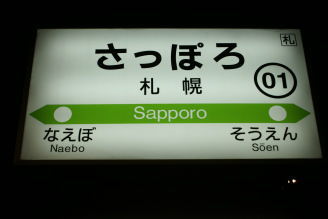 札
さっぽろ
札幌
01
Sapporo
なえぼ そうえん
Naebo Sōen